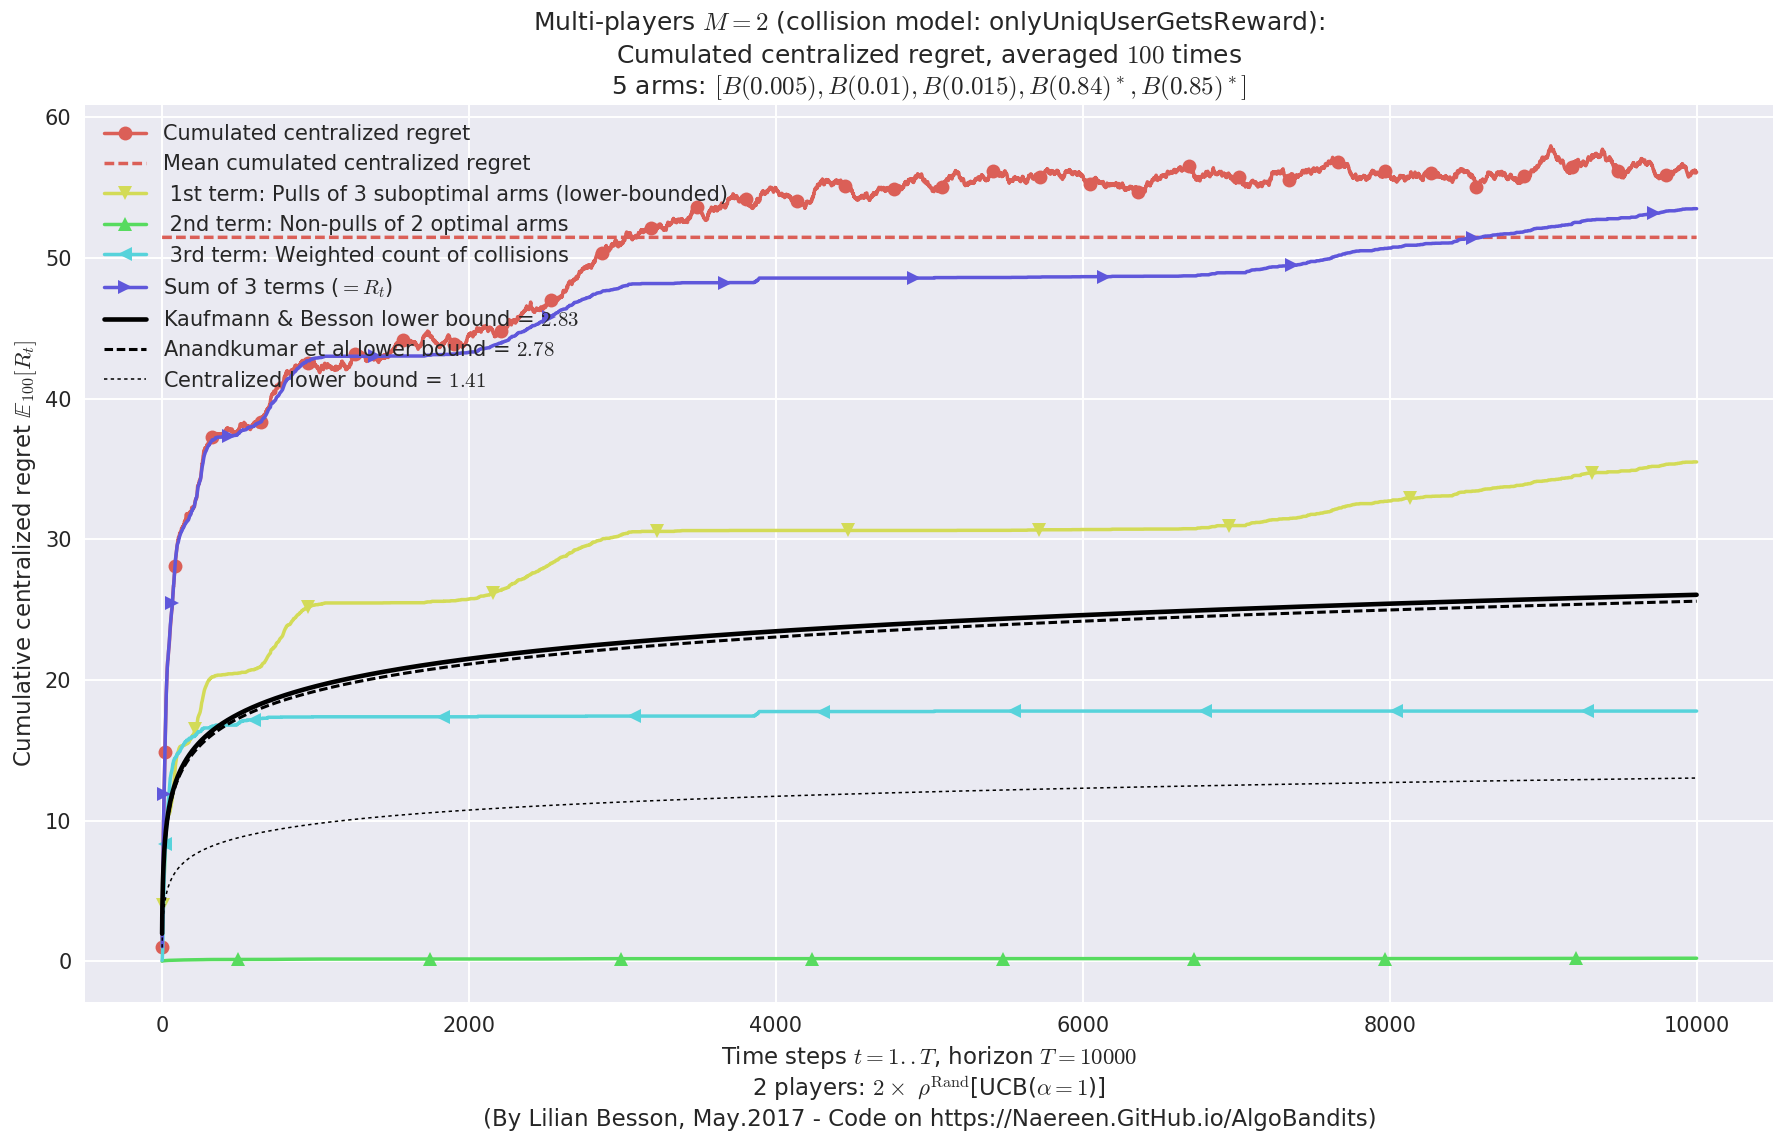 Multi-players M = 2 (collision model: onlyUniqUserGetsReward):
Cumulated centralized regret, averaged 100 times
5 arms: [B(0.005), B(0.01), B(0.015), B(0.84)*, B(0.85)*]
60
50
40
30
20
10
0
Cumulative centralized regret 𝔼₁₀₀[Rₜ]
Cumulated centralized regret
Mean cumulated centralized regret
1st term: Pulls of 3 suboptimal arms (lower-bounded)
2nd term: Non-pulls of 2 optimal arms
3rd term: Weighted count of collisions
Sum of 3 terms (= Rₜ)
Kaufmann & Besson lower bound = 2.83
Anandkumar et al lower bound = 2.78
Centralized lower bound = 1.41
0 2000 4000 6000 8000 10000
Time steps t = 1..T, horizon T = 10000
2 players: 2 × ρ^Rand[UCB(α = 1)]
(By Lilian Besson, May.2017 - Code on https://Naereen.GitHub.io/AlgoBandits)